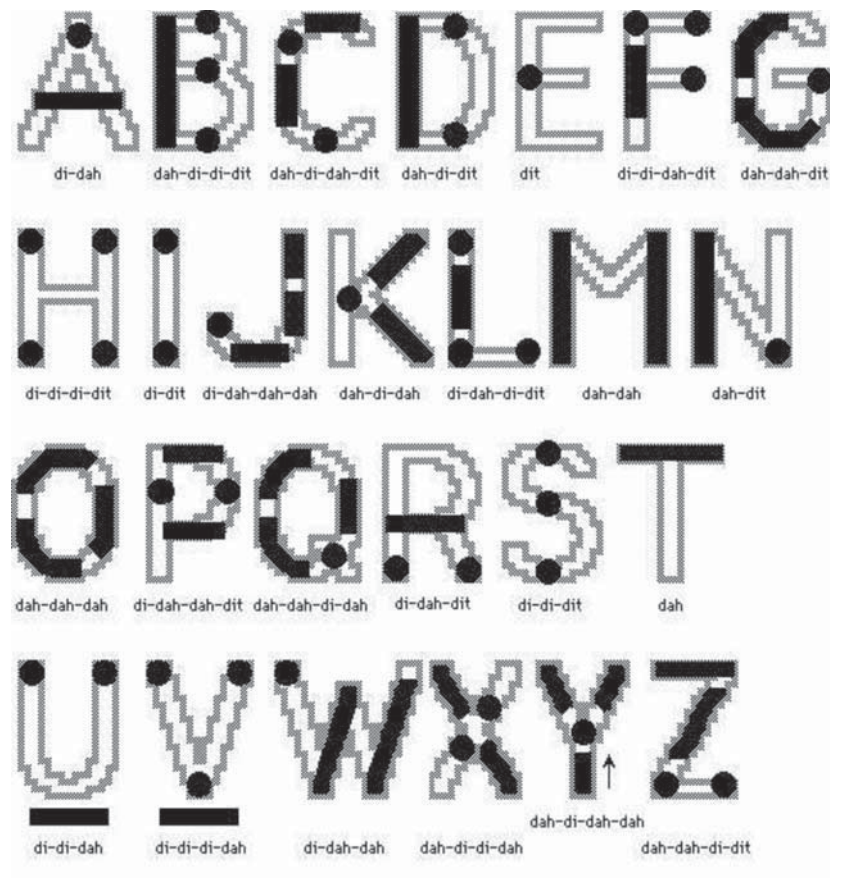 A B C D E F G
di-dah dah-di-di-dit dah-di-dah-dit dah-di-dit dit di-di-dah-dit dah-dah-dit
H I J K L M N
di-di-di-dit di-dit di-dah-dah-dah dah-di-dah di-dah-di-dit dah-dah dah-dit
O P Q R S T
dah-dah-dah di-dah-dah-dit dah-dah-di-dah di-dah-dit di-di-dit dah
U V W X Y Z
dah-di-dah-dah
di-di-dah di-di-di-dah di-dah-dah dah-di-di-dah dah-dah-di-dit